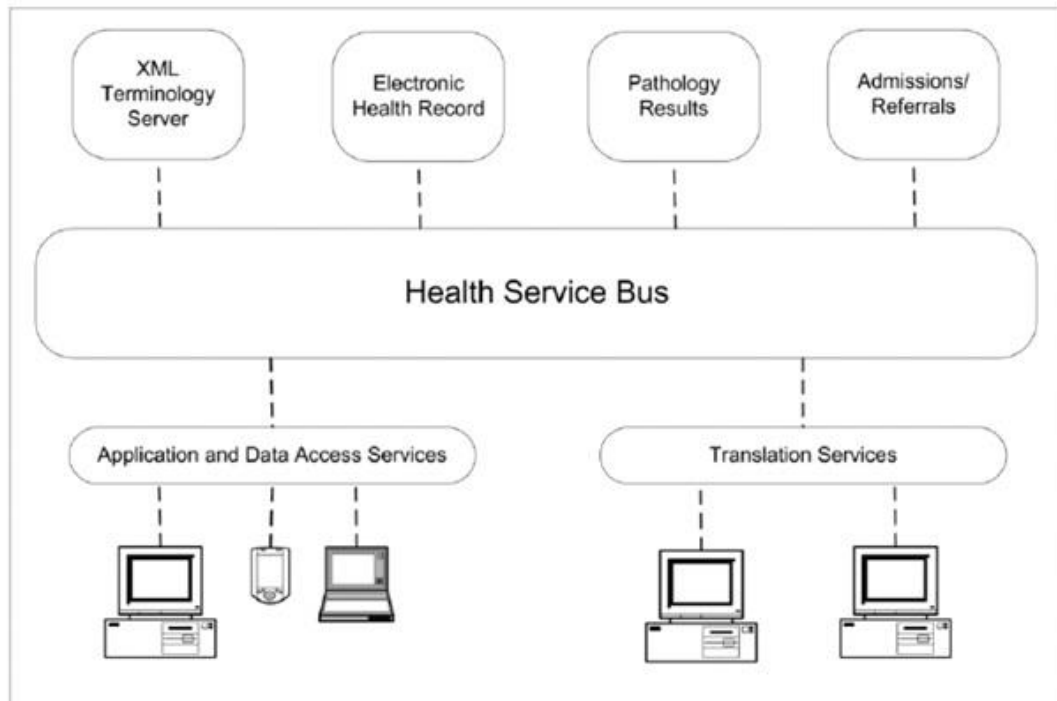 XML
Terminology
Server
Electronic
Health Record
Pathology
Results
Admissions/
Referrals
Health Service Bus
Application and Data Access Services
Translation Services